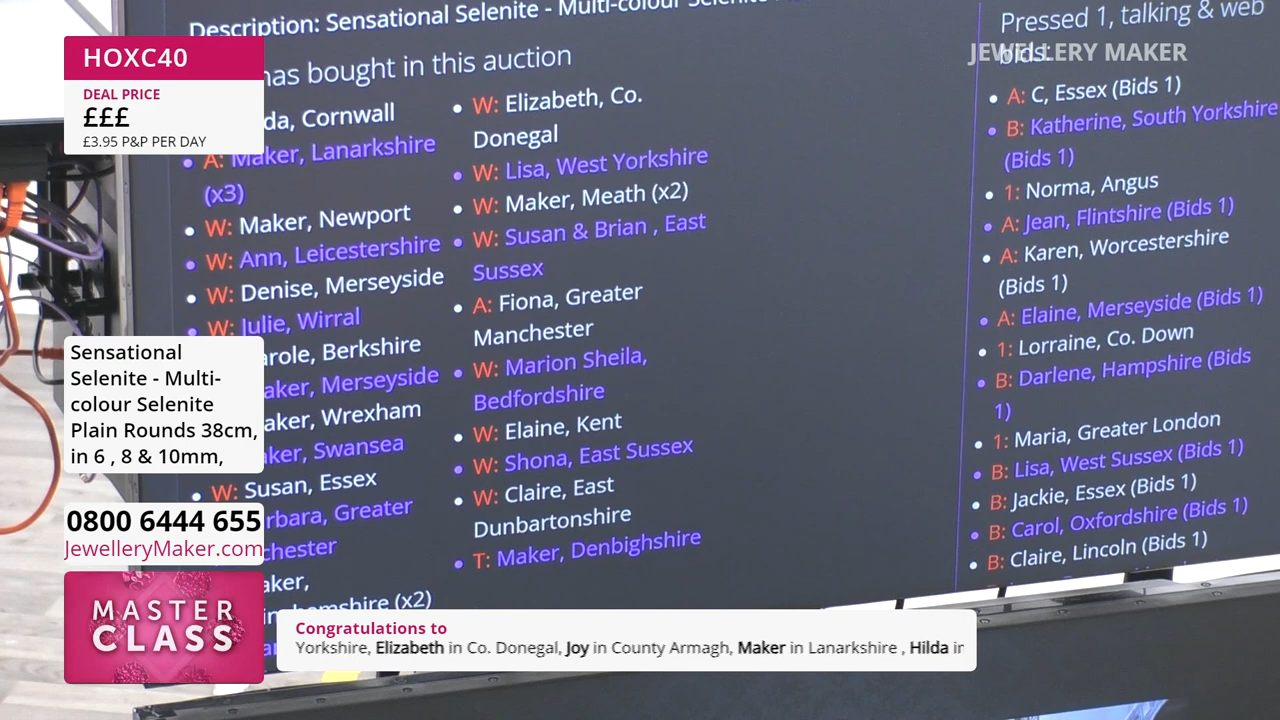 HOXC40
DEAL PRICE
£££
£3.95 P&P PER DAY
Description: Sensational Selenite - Multi-colour Selenite
has bought in this auction
da, Cornwall
A: Maker, Lanarkshire
(x3)
W: Maker, Newport
W: Ann, Leicestershire
W: Denise, Merseyside
W: Julie, Wirral
arole, Berkshire
aker, Merseyside
aker, Wrexham
aker, Swansea
W: Susan, Essex
rbara, Greater
chester
aker,
inghamshire (x2)
W: Elizabeth, Co.
Donegal
W: Lisa, West Yorkshire
W: Maker, Meath (x2)
W: Susan & Brian , East
Sussex
A: Fiona, Greater
Manchester
W: Marion Sheila,
Bedfordshire
W: Elaine, Kent
W: Shona, East Sussex
W: Claire, East
Dunbartonshire
T: Maker, Denbighshire
Pressed 1, talking & web
bids:
JEWELLERY MAKER
A: C, Essex (Bids 1)
B: Katherine, South Yorkshire
(Bids 1)
1: Norma, Angus
A: Jean, Flintshire (Bids 1)
A: Karen, Worcestershire
(Bids 1)
A: Elaine, Merseyside (Bids 1)
1: Lorraine, Co. Down
B: Darlene, Hampshire (Bids
1)
1: Maria, Greater London
B: Lisa, West Sussex (Bids 1)
B: Jackie, Essex (Bids 1)
B: Carol, Oxfordshire (Bids 1)
B: Claire, Lincoln (Bids 1)
Sensational
Selenite - Multi-
colour Selenite
Plain Rounds 38cm,
in 6 , 8 & 10mm,
0800 6444 655
JewelleryMaker.com
MASTER
CLASS
Congratulations to
Yorkshire, Elizabeth in Co. Donegal, Joy in County Armagh, Maker in Lanarkshire , Hilda in